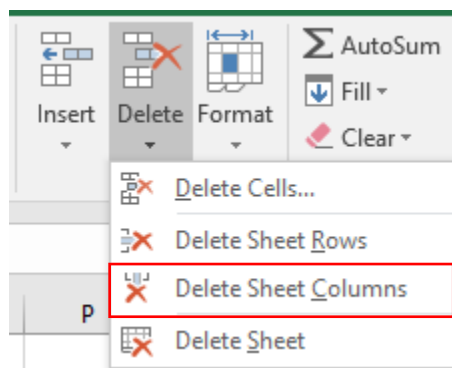 AutoSum
Fill
Clear
Insert Delete Format
Delete Cells...
Delete Sheet Rows
Delete Sheet Columns
Delete Sheet
P